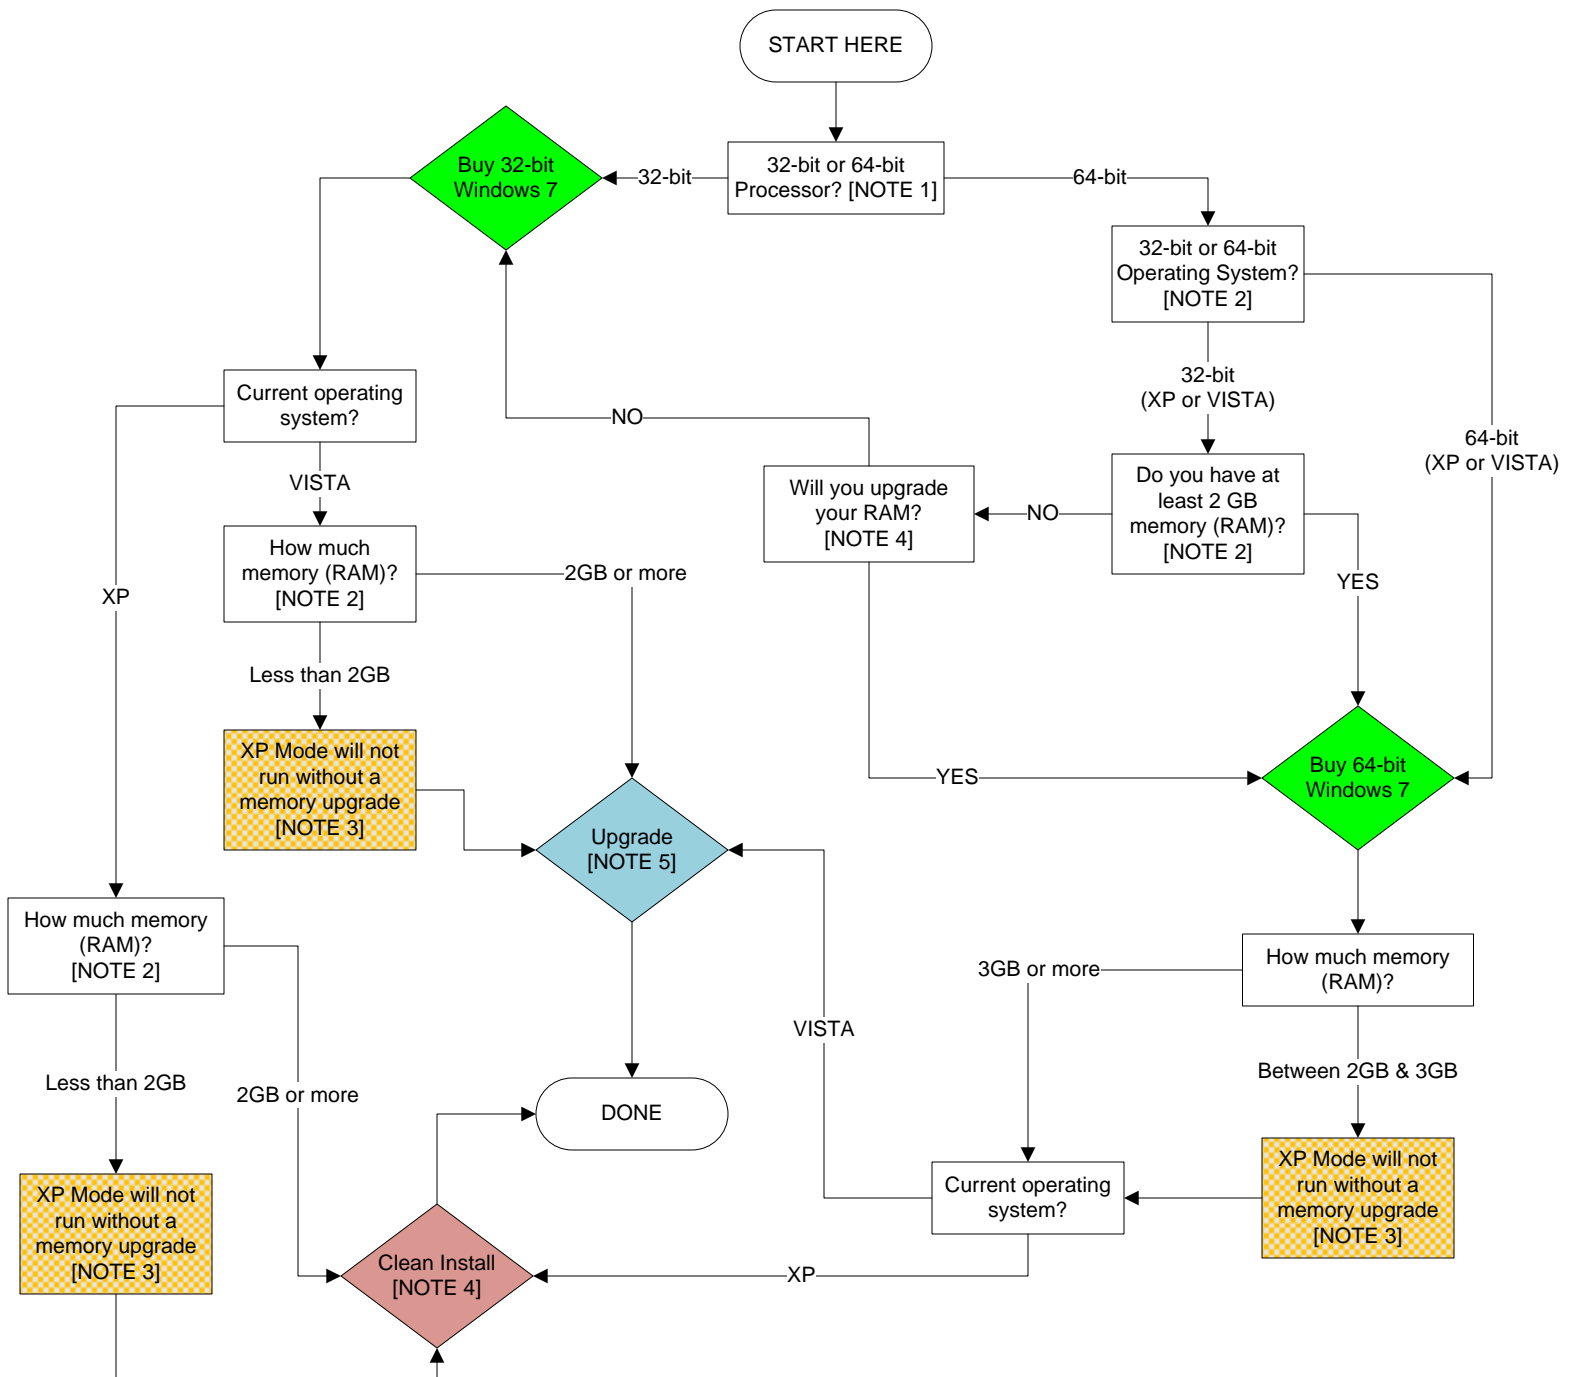 START HERE
Buy 32-bit
Windows 7
32-bit
32-bit or 64-bit
Processor? [NOTE 1]
64-bit
32-bit or 64-bit
Operating System?
[NOTE 2]
32-bit
(XP or VISTA)
64-bit
(XP or VISTA)
Current operating
system?
NO
VISTA
Will you upgrade
your RAM?
[NOTE 4]
NO
Do you have at
least 2 GB
memory (RAM)?
[NOTE 2]
YES
XP
How much
memory (RAM)?
[NOTE 2]
2GB or more
Less than 2GB
XP Mode will not
run without a
memory upgrade
[NOTE 3]
YES
Buy 64-bit
Windows 7
Upgrade
[NOTE 5]
How much memory
(RAM)?
[NOTE 2]
3GB or more
How much memory
(RAM)?
VISTA
Between 2GB & 3GB
Less than 2GB
2GB or more
DONE
XP Mode will not
run without a
memory upgrade
[NOTE 3]
Clean Install
[NOTE 4]
XP
Current operating
system?
XP Mode will not
run without a
memory upgrade
[NOTE 3]